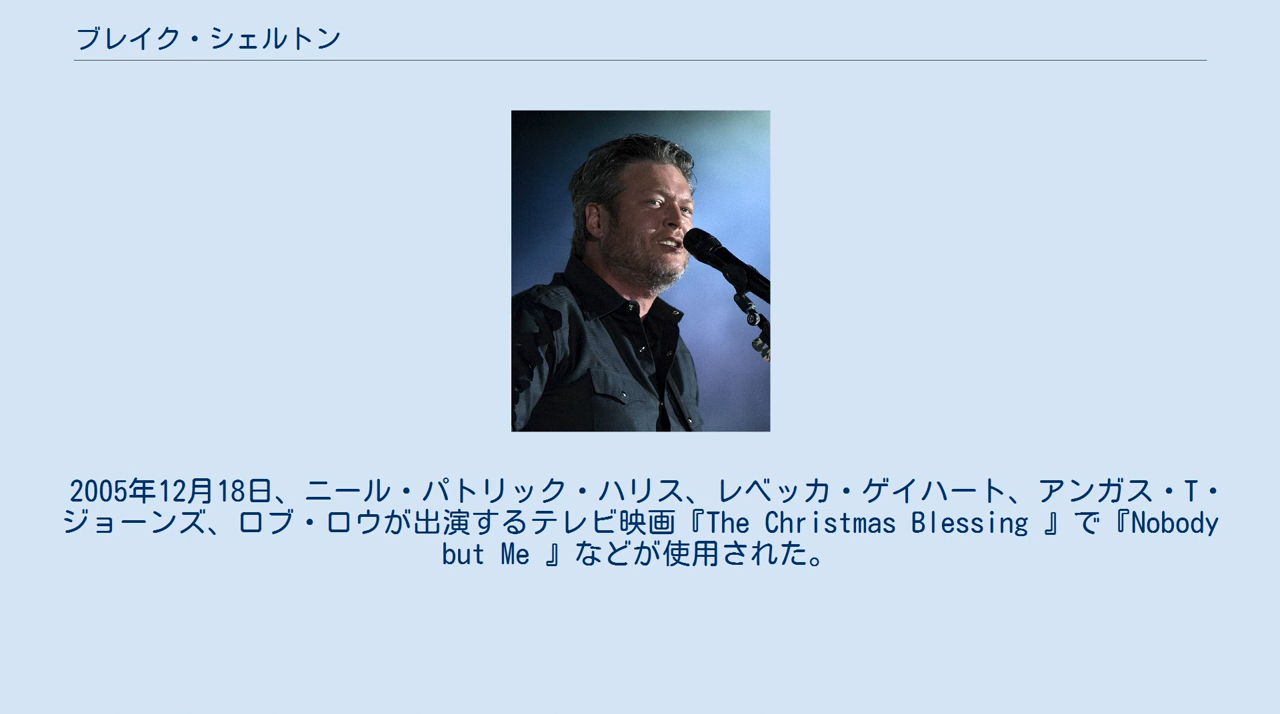 ブレイク・シェルトン
2005年12月18日、ニール・パトリック・ハリス、レベッカ・ゲイハート、アンガス・T・
ジョーンズ、ロブ・ロウが出演するテレビ映画『The Christmas Blessing 』で『Nobody
but Me 』などが使用された。